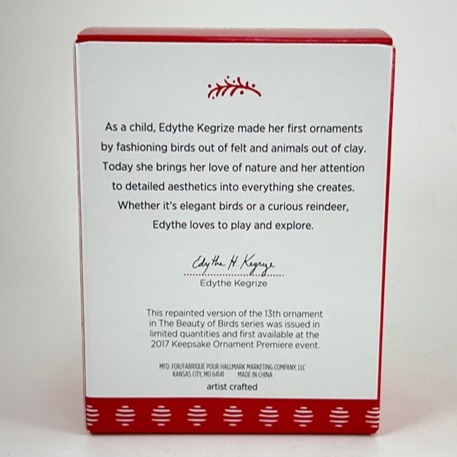 As a child, Edythe Kegrize made her first ornaments
by fashioning birds out of felt and animals out of clay.
Today she brings her love of nature and her attention
to detailed aesthetics into everything she creates.
Whether it's elegant birds or a curious reindeer,
Edythe loves to play and explore.
Edythe H Kegrize
Edythe Kegrize
This repainted version of the 13th ornament
in The Beauty of Birds series was issued in
limited quantities and first available at the
2017 Keepsake Ornament Premiere event.
MFD. FOR/FABRIQUÉ POUR HALLMARK MARKETING COMPANY, LLC
KANSAS CITY, MO 64141 MADE IN CHINA
artist crafted